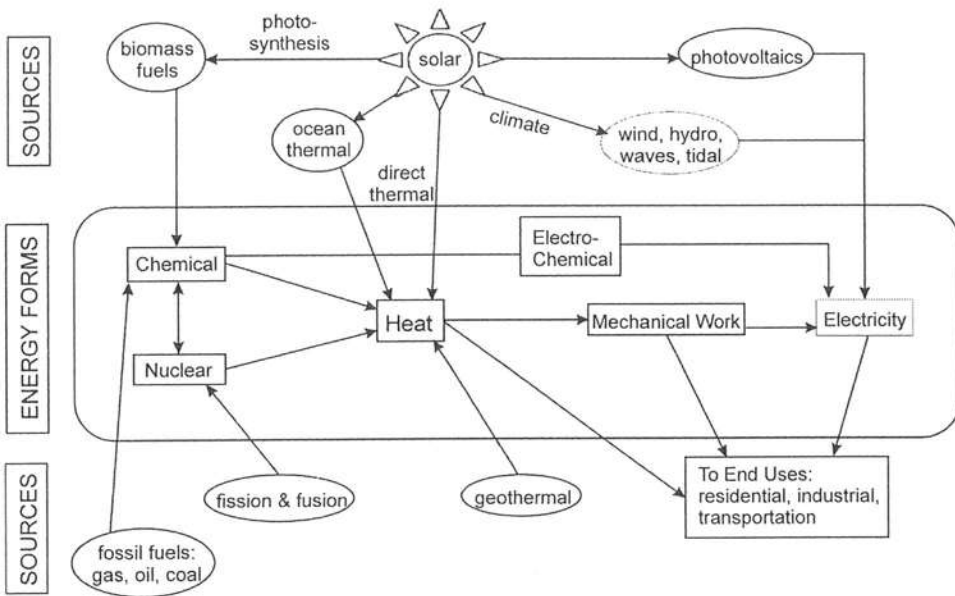 SOURCES
photo-
synthesis
biomass
fuels
solar
photovoltaics
ocean
thermal
climate
wind, hydro,
waves, tidal
direct
thermal
ENERGY FORMS
Electro-
Chemical
Chemical
Heat
Mechanical Work
Electricity
Nuclear
SOURCES
fission & fusion
geothermal
To End Uses:
residential, industrial,
transportation
fossil fuels:
gas, oil, coal